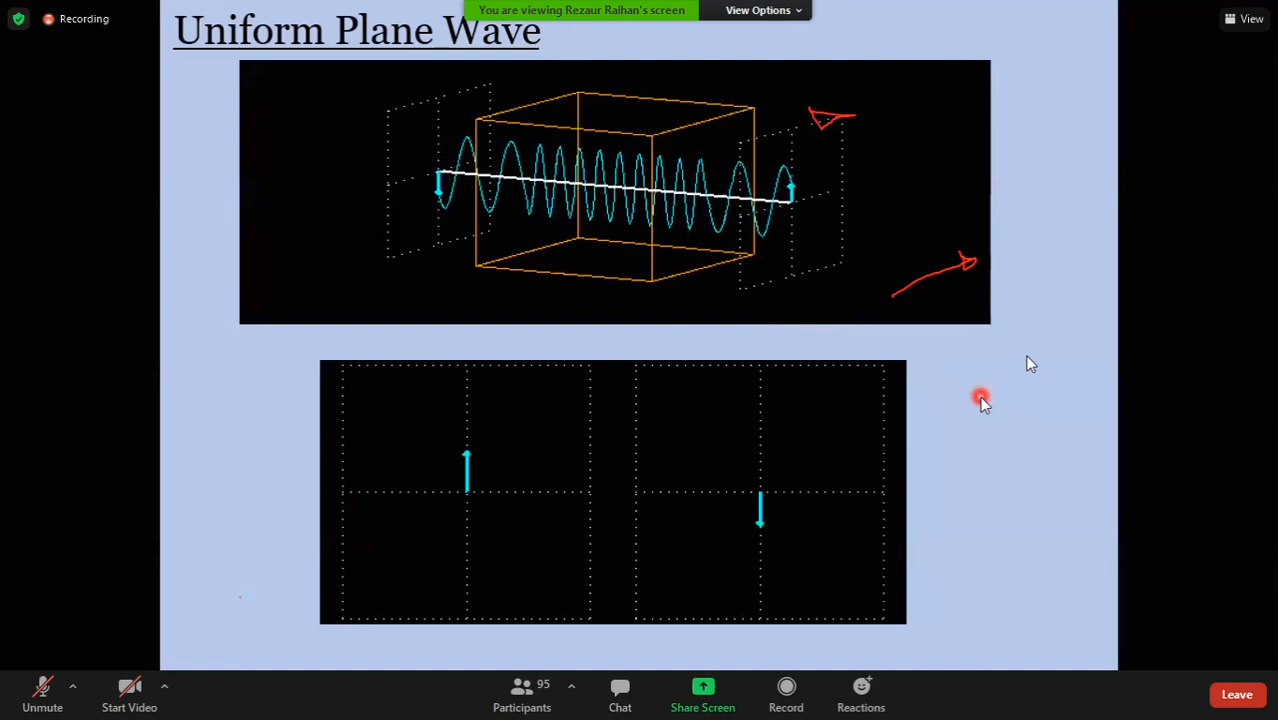 Recording
You are viewing Rezaur Raihan's screen
View Options
View
Uniform Plane Wave
Unmute
Start Video
95
Participants
Chat
Share Screen
Record
Reactions
Leave